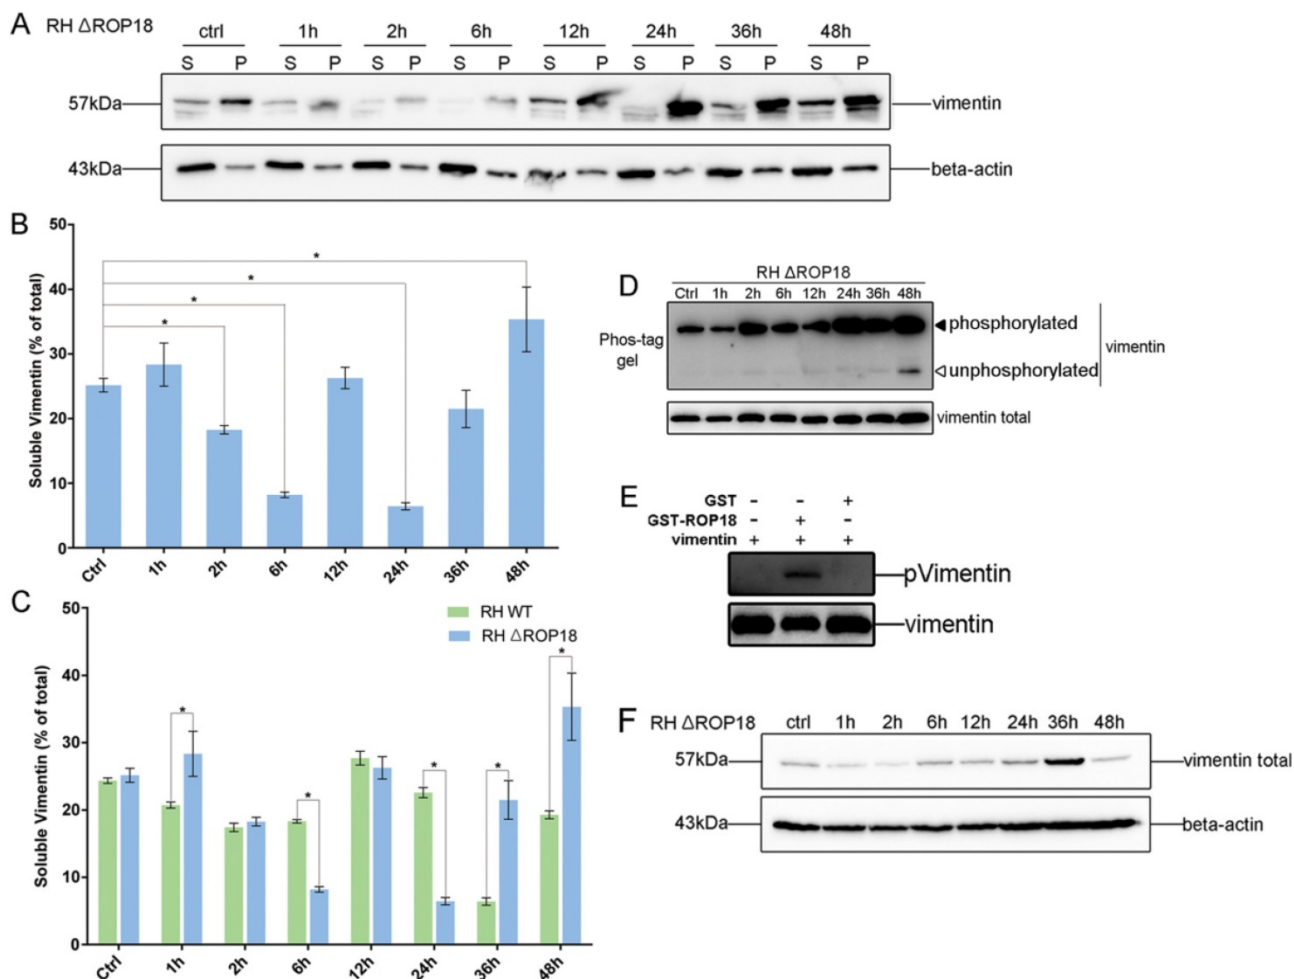 A RH ΔROP18 ctrl 1h 2h 6h 12h 24h 36h 48h
S P S P S P S P S P S P S P S P
57kDa vimentin
43kDa beta-actin
B
Soluble Vimentin (% of total)
50
40
30
20
10
0
* * * *
Ctrl 1h 2h 6h 12h 24h 36h 48h
C
Soluble Vimentin (% of total)
50
40
30
20
10
0
RH WT
RH ΔROP18
* * * * *
Ctrl 1h 2h 6h 12h 24h 36h 48h
D RH ΔROP18
Ctrl 1h 2h 6h 12h 24h 36h 48h
Phos-tag
gel
phosphorylated
unphosphorylated
vimentin
vimentin total
E
GST - - +
GST-ROP18 - + -
vimentin + + +
pVimentin
vimentin
F RH ΔROP18 ctrl 1h 2h 6h 12h 24h 36h 48h
57kDa vimentin total
43kDa beta-actin